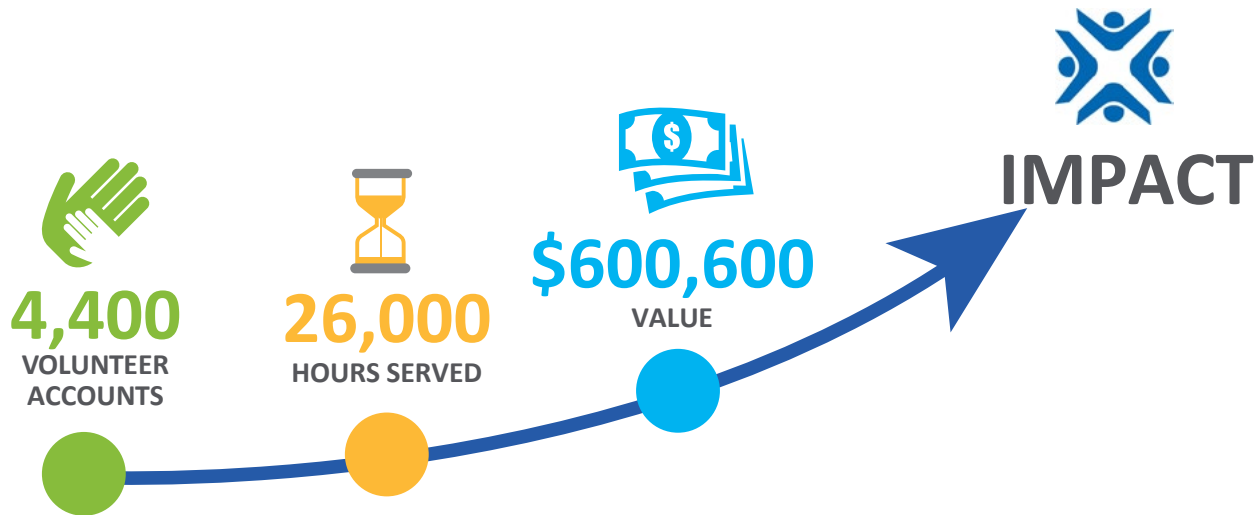 4,400
VOLUNTEER
ACCOUNTS
26,000
HOURS SERVED
$
$600,600
VALUE
IMPACT